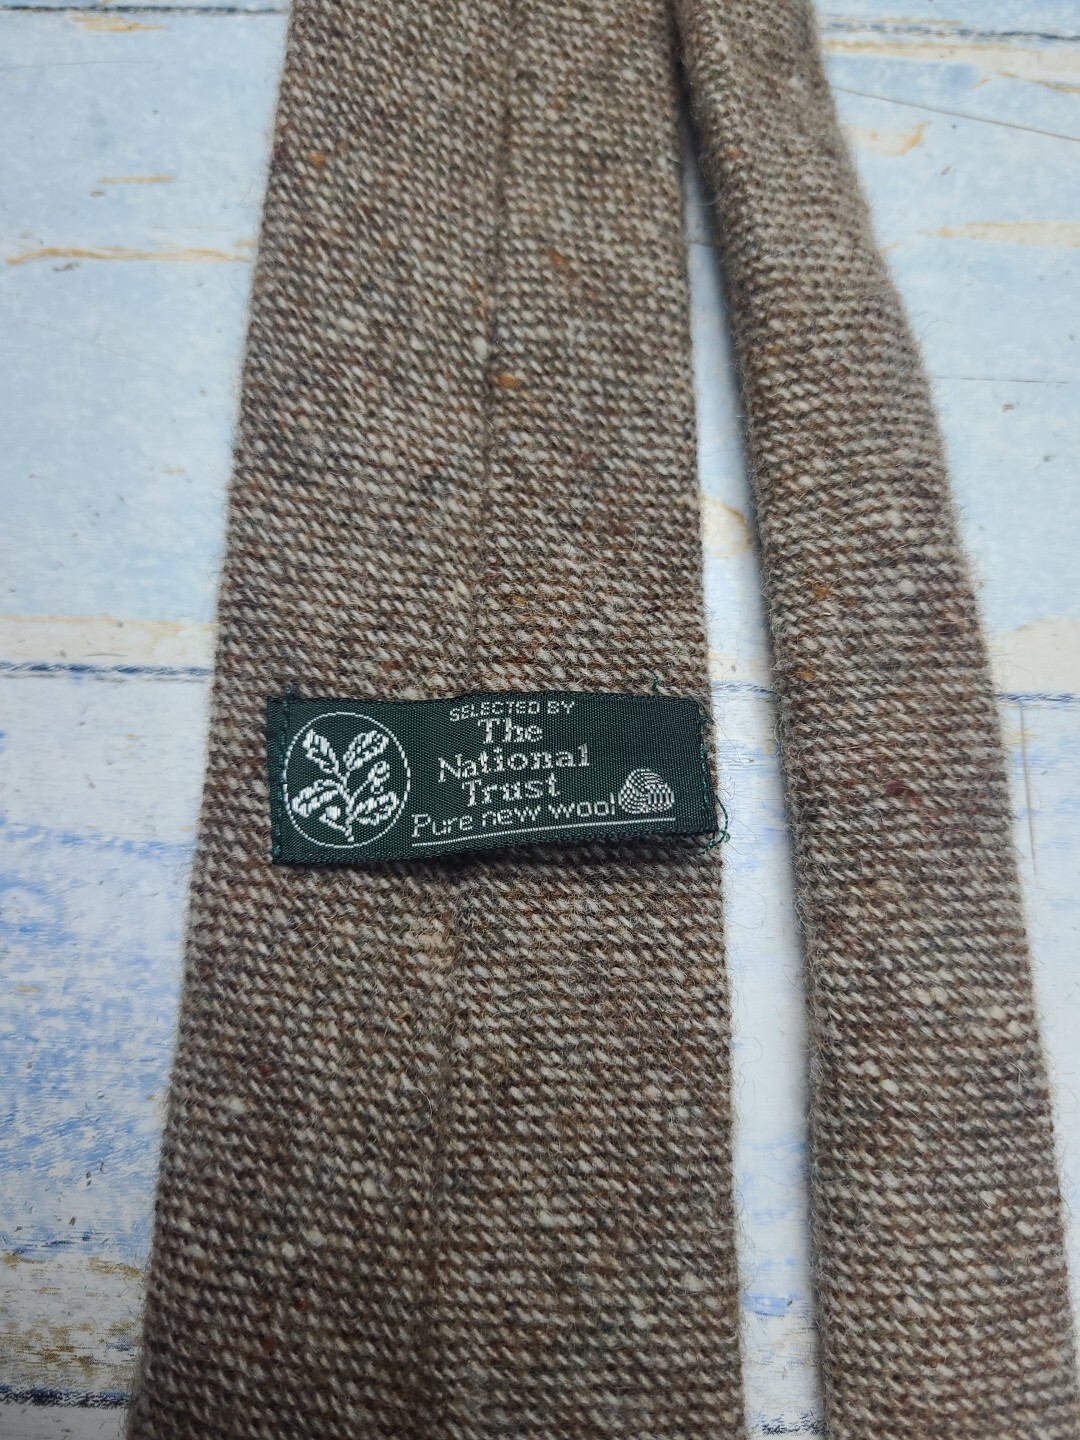 SELECTED BY
The
National
Trust
Pure new wool